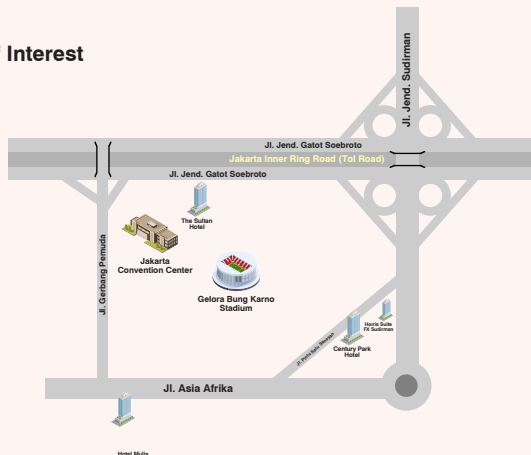 Interest
Jl. Jend. Sudirman
Jl. Jend. Gatot Soebroto
Jakarta Inner Ring Road (Tol Road)
Jl. Jend. Gatot Soebroto
The Sultan
Hotel
Jakarta
Convention Center
Gelora Bung Karno
Stadium
Jl. Gerbang Pemuda
Harris Suite
FX Sudirman
Century Park
Hotel
Jl. Asia Afrika
Hotel Mulia